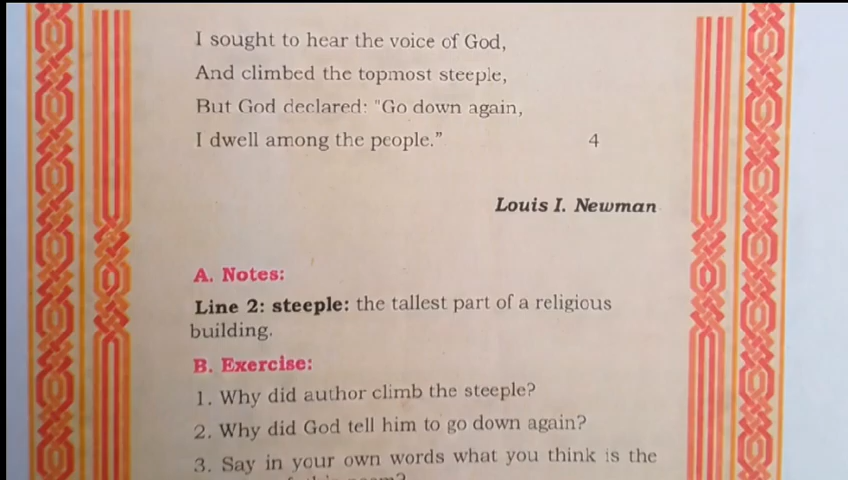 I sought to hear the voice of God,
And climbed the topmost steeple,
But God declared: "Go down again,
I dwell among the people.” 4
Louis I. Newman
A. Notes:
Line 2: steeple: the tallest part of a religious
building.
B. Exercise:
1. Why did author climb the steeple?
2. Why did God tell him to go down again?
3. Say in your own words what you think is the